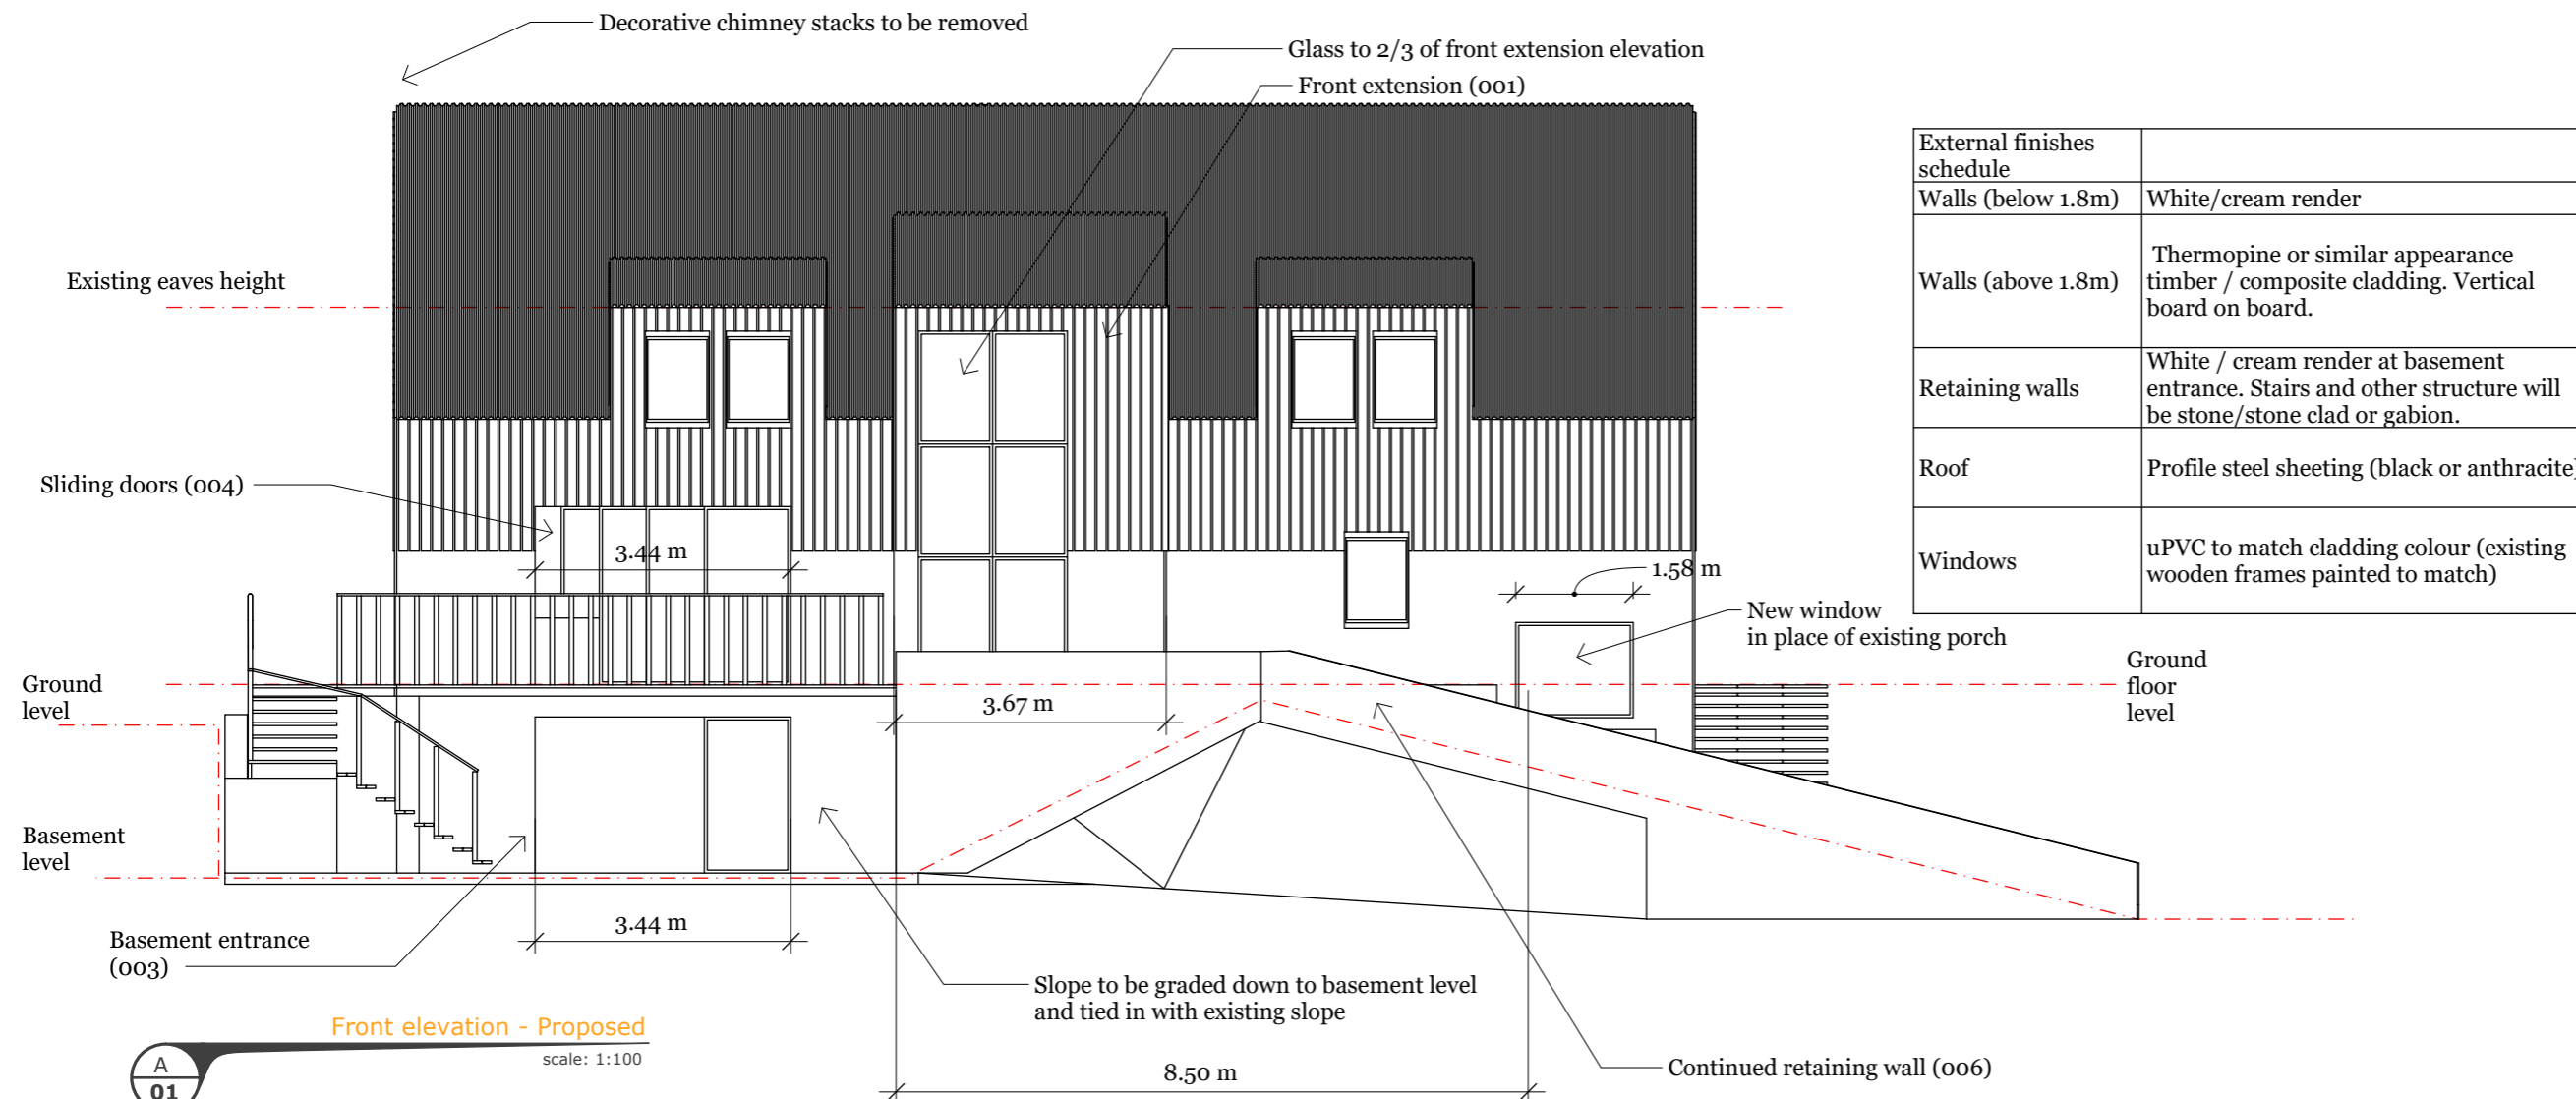 Decorative chimney stacks to be removed
Glass to 2/3 of front extension elevation
Front extension (001)
External finishes
schedule
Walls (below 1.8m)
White/cream render
Walls (above 1.8m)
Thermopine or similar appearance
timber / composite cladding. Vertical
board on board.
Retaining walls
White / cream render at basement
entrance. Stairs and other structure will
be stone/stone clad or gabion.
Roof
Profile steel sheeting (black or anthracite)
Windows
uPVC to match cladding colour (existing
wooden frames painted to match)
Existing eaves height
Sliding doors (004)
3.44 m
1.58 m
New window
in place of existing porch
Ground
level
Ground
floor
level
3.67 m
Basement
level
3.44 m
Basement entrance
(003)
Slope to be graded down to basement level
and tied in with existing slope
8.50 m
Continued retaining wall (006)
Front elevation - Proposed
scale: 1:100
A
01